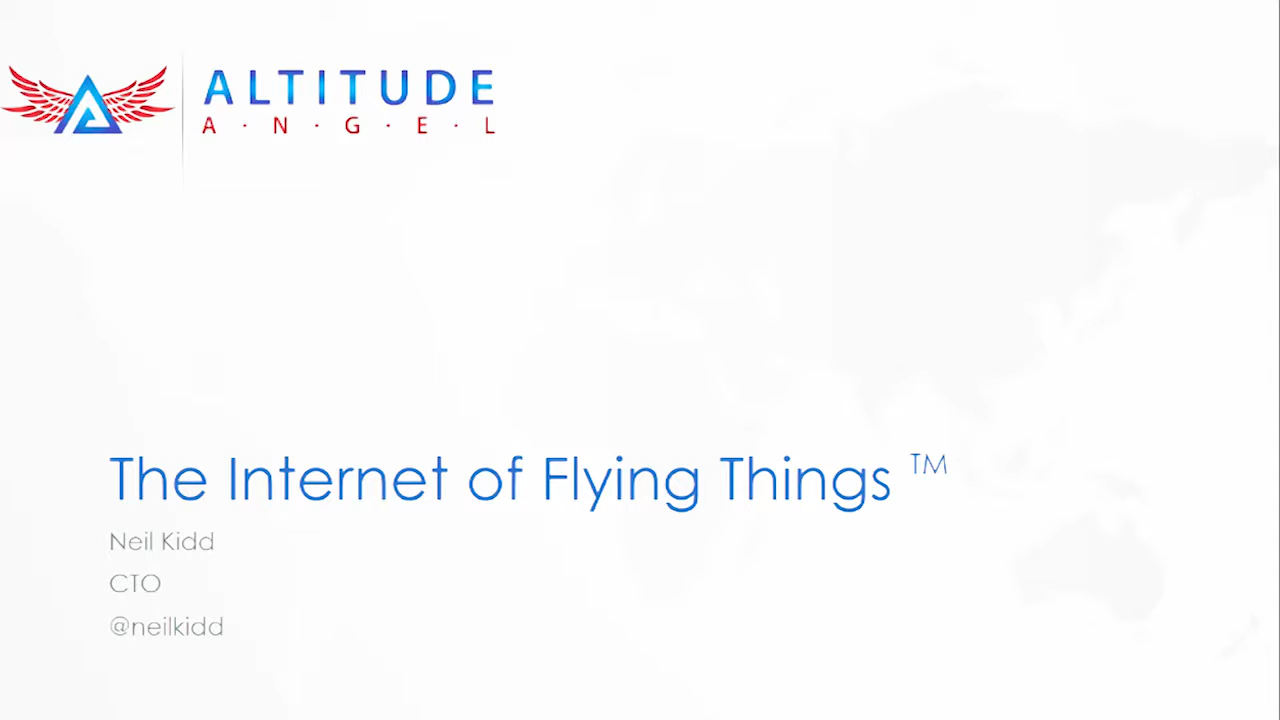 ALTITUDE
A·N·G·E·L
The Internet of Flying Things ™
Neil Kidd
CTO
@neilkidd